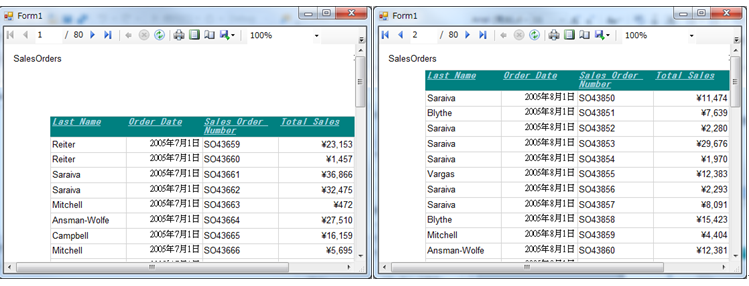 Form1
1 / 80 100%
SalesOrders
Last Name Order Date Sales Order Number Total Sales
Reiter 2005年7月1日 SO43659 ¥23,153
Reiter 2005年7月1日 SO43660 ¥1,457
Saraiva 2005年7月1日 SO43661 ¥36,866
Saraiva 2005年7月1日 SO43662 ¥32,475
Mitchell 2005年7月1日 SO43663 ¥472
Ansman-Wolfe 2005年7月1日 SO43664 ¥27,510
Campbell 2005年7月1日 SO43665 ¥16,159
Mitchell 2005年7月1日 SO43666 ¥5,695
Form1
2 / 80 100%
SalesOrders
Last Name Order Date Sales Order Number Total Sales
Saraiva 2005年8月1日 SO43850 ¥11,474
Blythe 2005年8月1日 SO43851 ¥7,639
Saraiva 2005年8月1日 SO43852 ¥2,280
Saraiva 2005年8月1日 SO43853 ¥29,676
Saraiva 2005年8月1日 SO43854 ¥1,970
Vargas 2005年8月1日 SO43855 ¥12,383
Saraiva 2005年8月1日 SO43856 ¥2,293
Saraiva 2005年8月1日 SO43857 ¥8,091
Blythe 2005年8月1日 SO43858 ¥15,423
Mitchell 2005年8月1日 SO43859 ¥4,404
Ansman-Wolfe 2005年8月1日 SO43860 ¥12,381